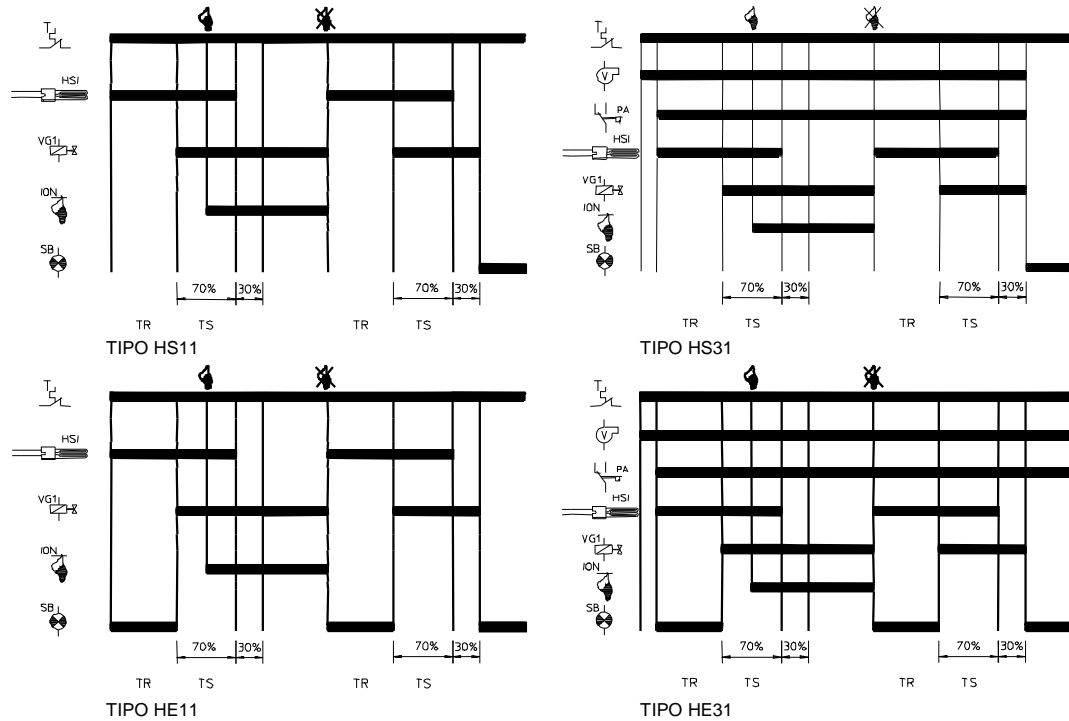 T
HSI
VG1
ION
SB
70% 30% 70% 30%
TR TS TR TS
TIPO HS11
T
V
PA
HSI
VG1
ION
SB
70% 30% 70% 30%
TR TS TR TS
TIPO HS31
T
HSI
VG1
ION
SB
70% 30% 70% 30%
TR TS TR TS
TIPO HE11
T
V
PA
HSI
VG1
ION
SB
70% 30% 70% 30%
TR TS TR TS
TIPO HE31